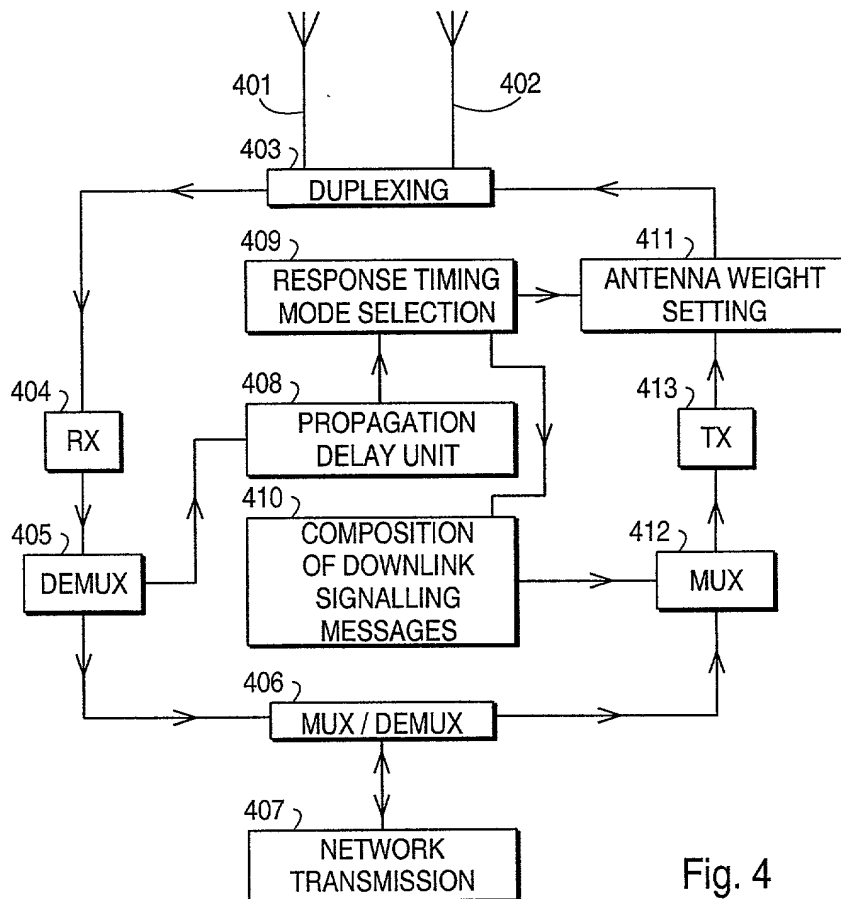 401
402
403
DUPLEXING
409
RESPONSE TIMING
MODE SELECTION
411
ANTENNA WEIGHT
SETTING
404
RX
408
PROPAGATION
DELAY UNIT
413
TX
405
DEMUX
410
COMPOSITION
OF DOWNLINK
SIGNALLING
MESSAGES
412
MUX
406
MUX / DEMUX
407
NETWORK
TRANSMISSION
Fig. 4